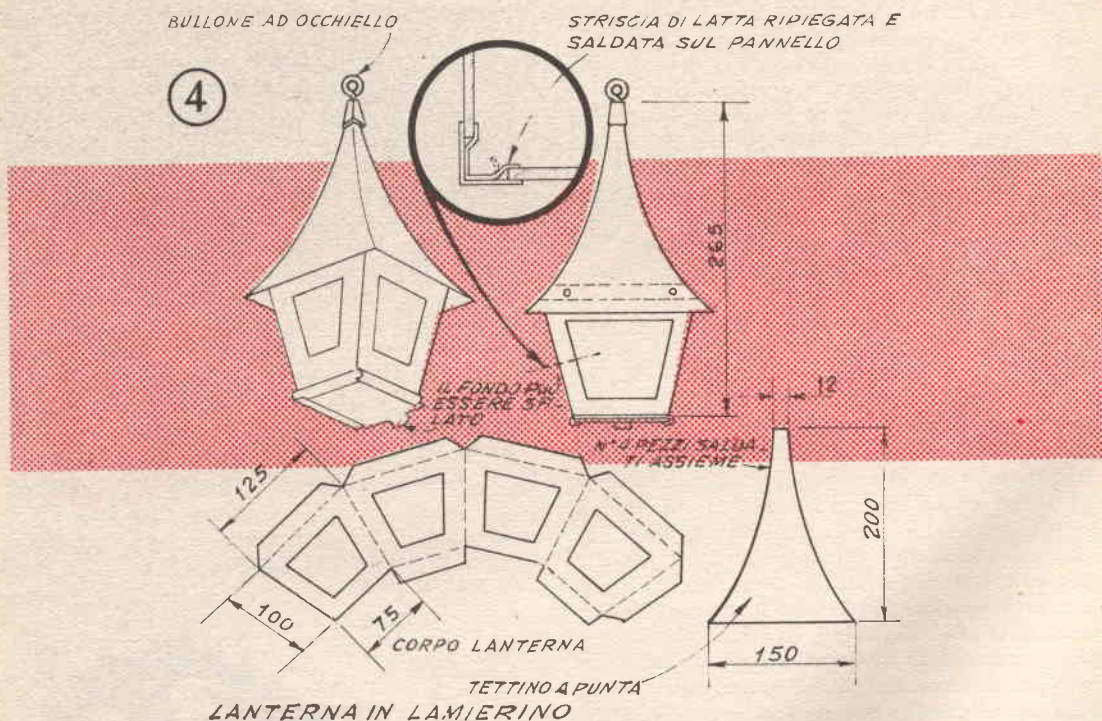 BULLONE AD OCCHIELLO
STRISCIA DI LATTA RIPIEGATA E
SALDATA SUL PANNELLO
4
265
IL FONDO PUÒ
ESSERE SFI-
LATO
12
N° 4 PEZZI SALDA-
TI ASSIEME
125
200
100
75
CORPO LANTERNA
150
TETTINO A PUNTA
LANTERNA IN LAMIERINO